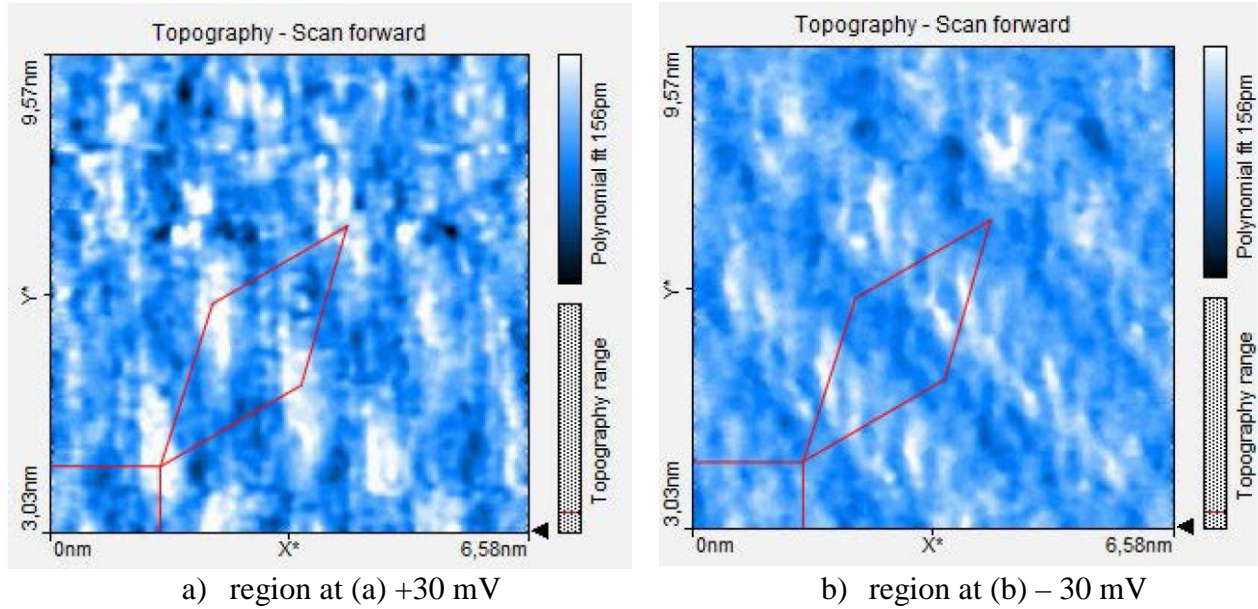 Topography - Scan forward
9,57nm
Y*
3,03nm
0nm
X*
6,58nm
Polynomial fit 156pm
Topography range
a) region at (a) +30 mV
Topography - Scan forward
9,57nm
Y*
3,03nm
0nm
X*
6,58nm
Polynomial fit 156pm
Topography range
b) region at (b) – 30 mV